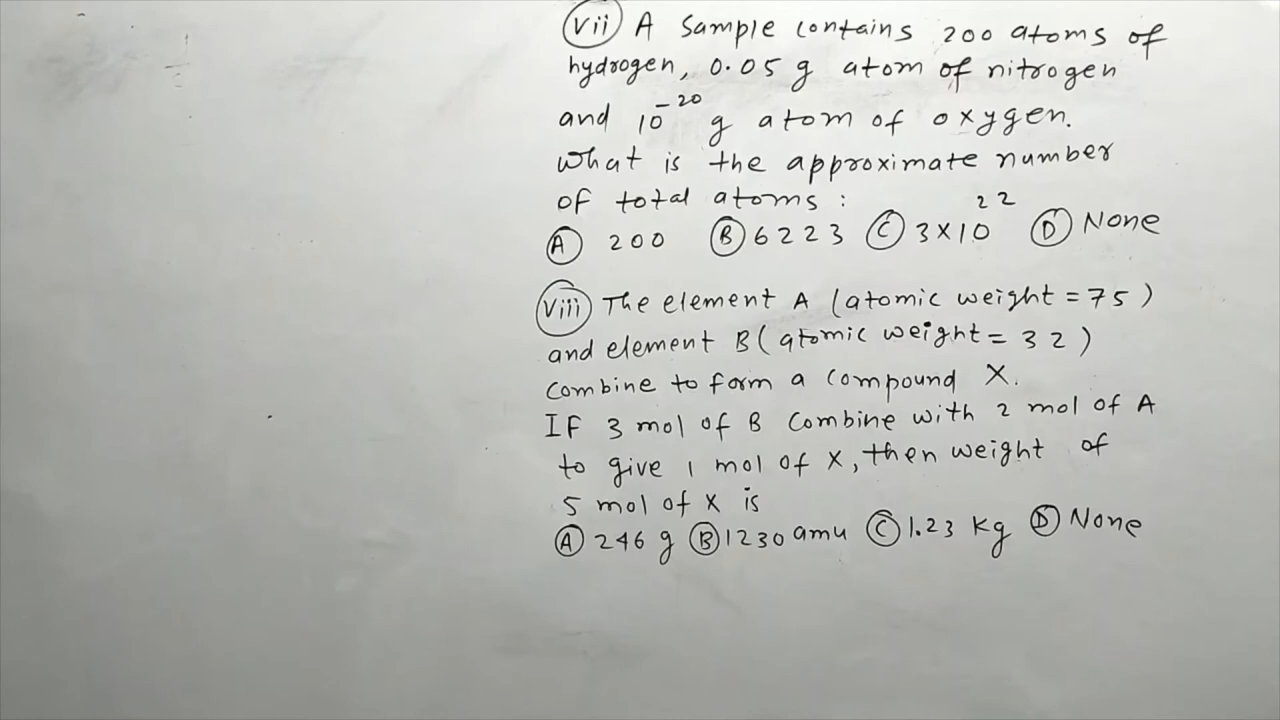 (vii) A sample contains 200 atoms of
hydrogen, 0.05 g atom of nitrogen
and 10⁻²⁰ g atom of oxygen.
What is the approximate number
of total atoms :
(A) 200 (B) 6223 (C) 3×10²² (D) None
(viii) The element A (atomic weight = 75)
and element B (atomic weight = 32)
combine to form a compound X.
IF 3 mol of B combine with 2 mol of A
to give 1 mol of X, then weight of
5 mol of X is
(A) 246 g (B) 1230 amu (C) 1.23 kg (D) None